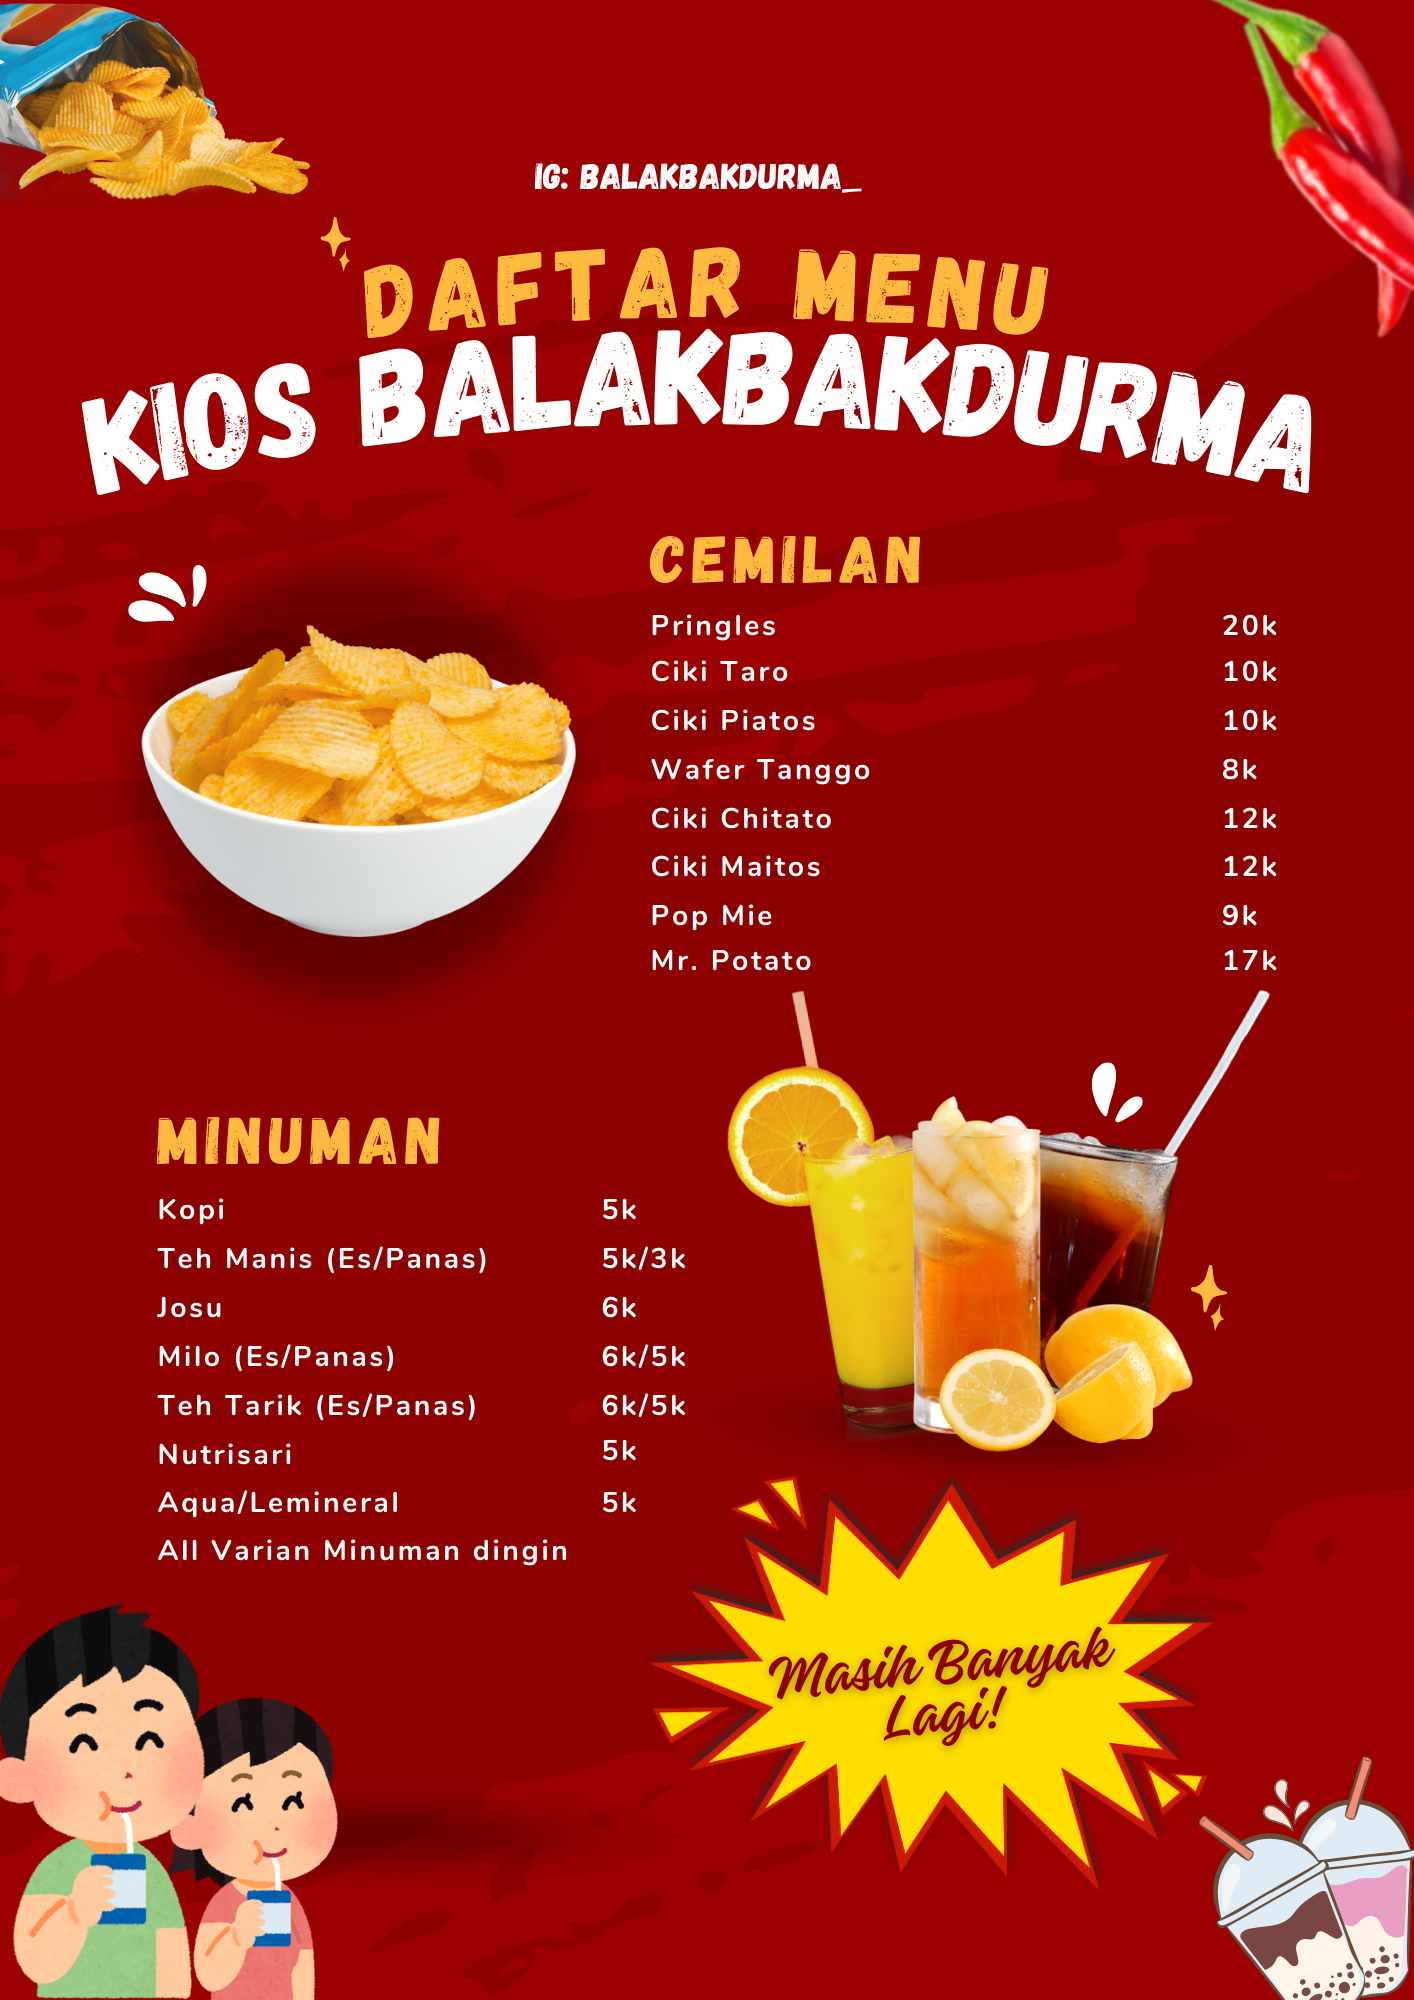 IG: BALAKBAKDURMA_
DAFTAR MENU
KIOS BALAKBAKDURMA
CEMILAN
Pringles 20k
Ciki Taro 10k
Ciki Piatos 10k
Wafer Tanggo 8k
Ciki Chitato 12k
Ciki Maitos 12k
Pop Mie 9k
Mr. Potato 17k
MINUMAN
Kopi 5k
Teh Manis (Es/Panas) 5k/3k
Josu 6k
Milo (Es/Panas) 6k/5k
Teh Tarik (Es/Panas) 6k/5k
Nutrisari 5k
Aqua/Lemineral 5k
All Varian Minuman dingin
Masih Banyak
Lagi!